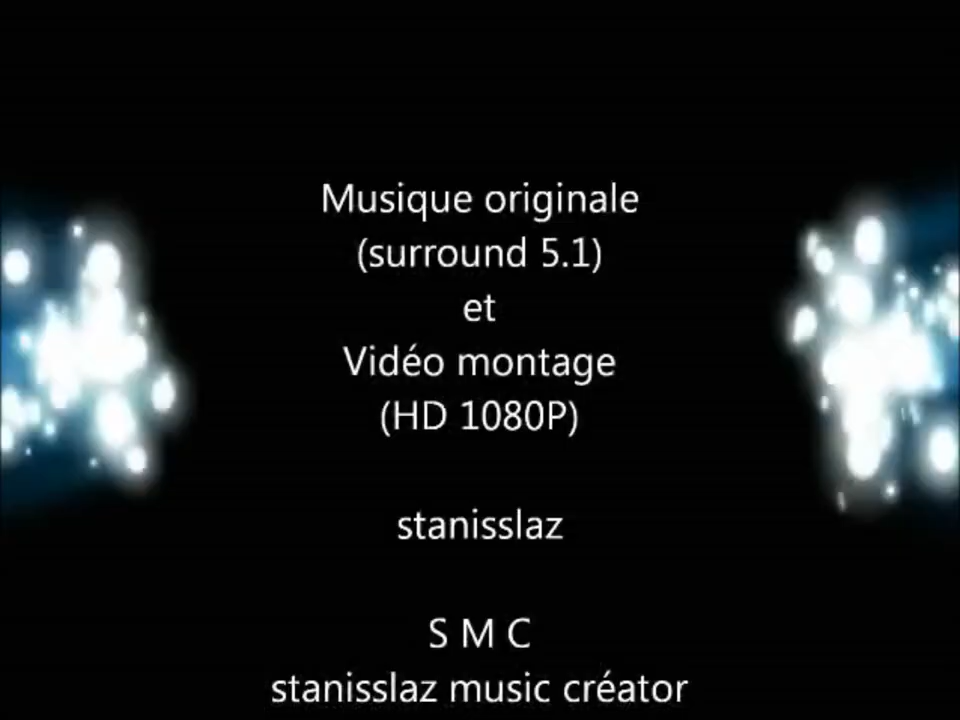 Musique originale
(surround 5.1)
et
Vidéo montage
(HD 1080P)
stanisslaz
S M C
stanisslaz music créator